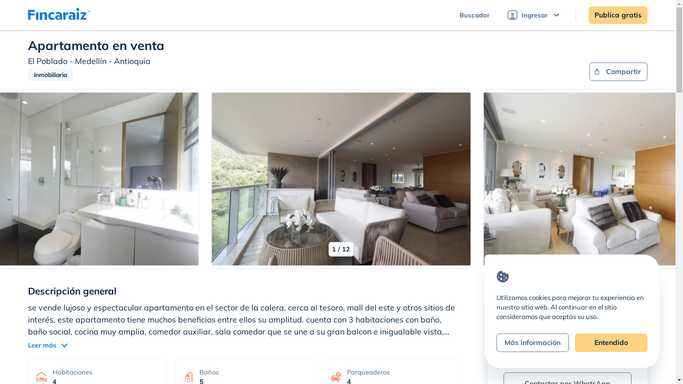 Fincaraiz
Buscador
Ingresar
Publica gratis
Apartamento en venta
El Poblado - Medellín - Antioquia
Inmobiliaria
Compartir
1 / 12
Descripción general
se vende lujoso y espectacular apartamento en el sector de la calera, cerca al tesoro, mall del este y otros sitios de
interés, este apartamento tiene muchos beneficios entre ellos su amplitud. cuenta con 3 habitaciones con baño,
baño social, cocina muy amplia, comedor auxiliar, sala comedor que se une a su gran balcon e inigualable vista,...
Leer más
Habitaciones
4
Baños
5
Parqueaderos
4
Utilizamos cookies para mejorar tu experiencia en
nuestro sitio web. Al continuar en el sitio
consideramos que aceptas su uso.
Más información
Entendido
Contactar por WhatsApp